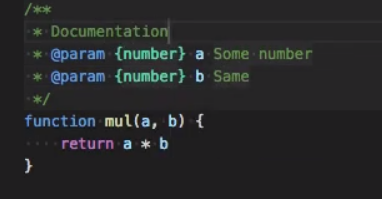 /**
 * Documentation
 * @param {number} a Some number
 * @param {number} b Same
 */
function mul(a, b) {
    return a * b
}